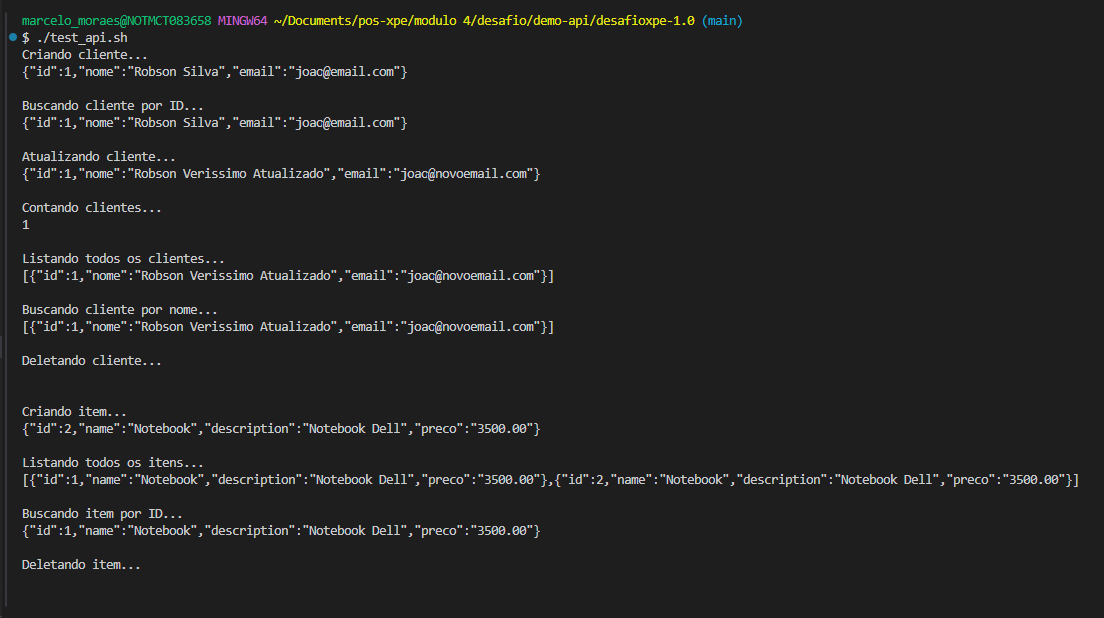 marcelo_moraes@NOTMCT083658 MINGW64 ~/Documents/pos-xpe/modulo 4/desafio/demo-api/desafioxpe-1.0 (main)
$ ./test_api.sh
Criando cliente...
{"id":1,"nome":"Robson Silva","email":"joao@email.com"}
Buscando cliente por ID...
{"id":1,"nome":"Robson Silva","email":"joao@email.com"}
Atualizando cliente...
{"id":1,"nome":"Robson Verissimo Atualizado","email":"joao@novoemail.com"}
Contando clientes...
1
Listando todos os clientes...
[{"id":1,"nome":"Robson Verissimo Atualizado","email":"joao@novoemail.com"}]
Buscando cliente por nome...
[{"id":1,"nome":"Robson Verissimo Atualizado","email":"joao@novoemail.com"}]
Deletando cliente...
Criando item...
{"id":2,"name":"Notebook","description":"Notebook Dell","preco":"3500.00"}
Listando todos os itens...
[{"id":1,"name":"Notebook","description":"Notebook Dell","preco":"3500.00"},{"id":2,"name":"Notebook","description":"Notebook Dell","preco":"3500.00"}]
Buscando item por ID...
{"id":1,"name":"Notebook","description":"Notebook Dell","preco":"3500.00"}
Deletando item...